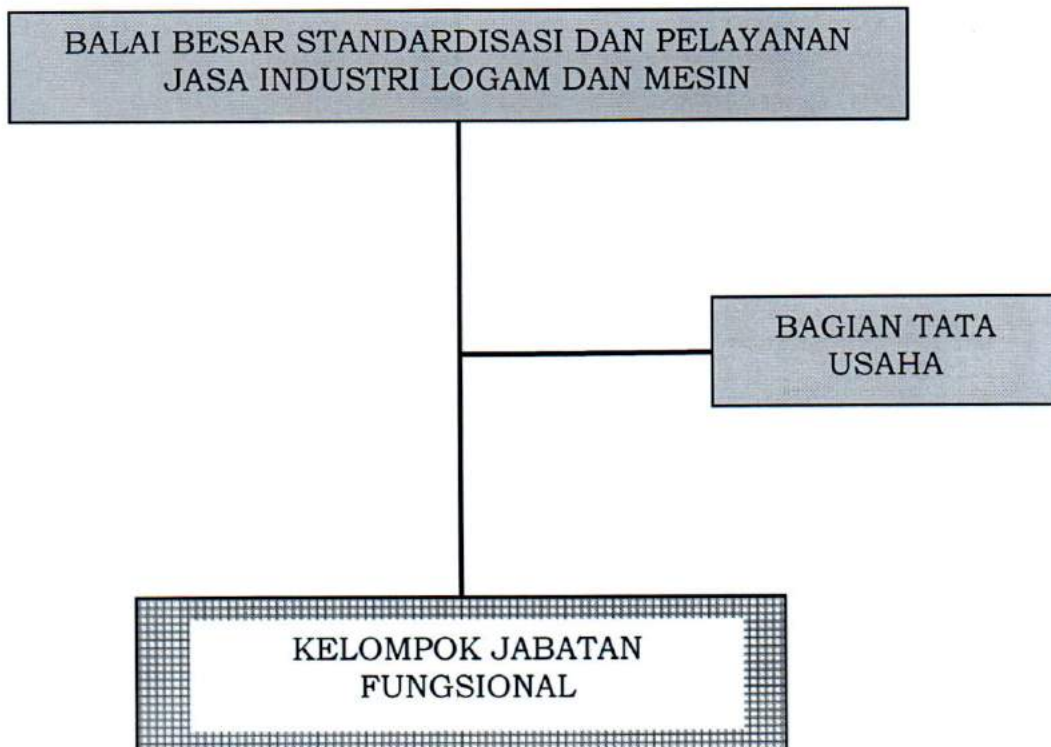 BALAI BESAR STANDARDISASI DAN PELAYANAN
JASA INDUSTRI LOGAM DAN MESIN
BAGIAN TATA
USAHA
KELOMPOK JABATAN
FUNGSIONAL